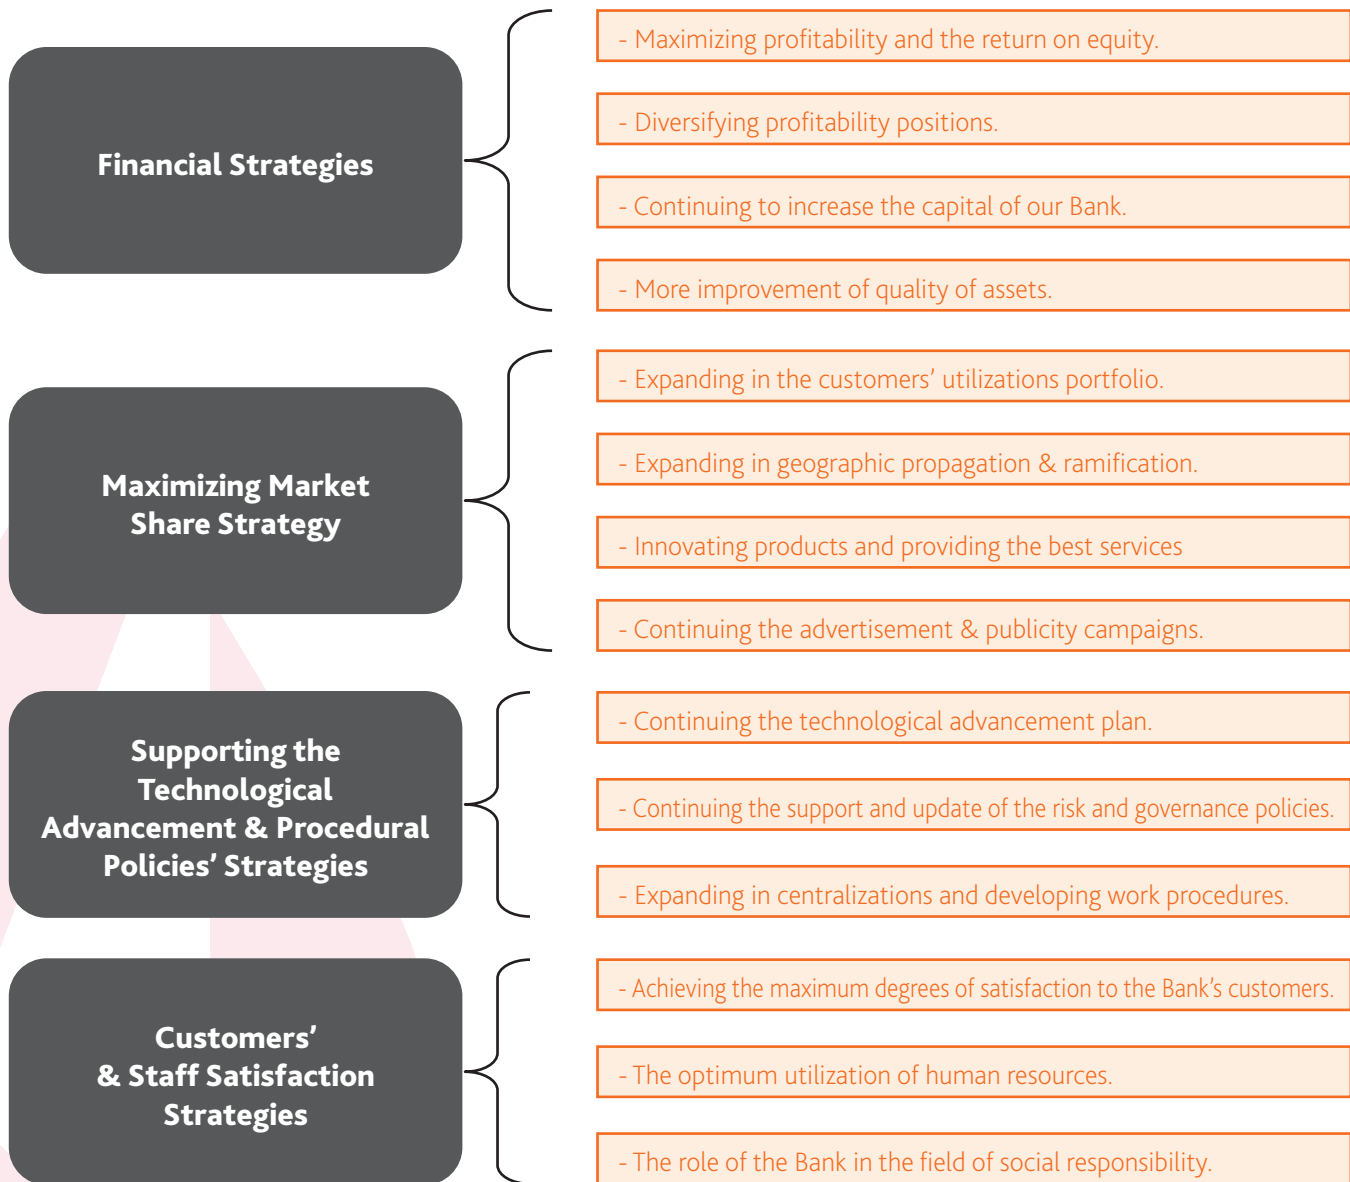 Financial Strategies
- Maximizing profitability and the return on equity.
- Diversifying profitability positions.
- Continuing to increase the capital of our Bank.
- More improvement of quality of assets.
Maximizing Market
Share Strategy
- Expanding in the customers’ utilizations portfolio.
- Expanding in geographic propagation & ramification.
- Innovating products and providing the best services
- Continuing the advertisement & publicity campaigns.
Supporting the
Technological
Advancement & Procedural
Policies’ Strategies
- Continuing the technological advancement plan.
- Continuing the support and update of the risk and governance policies.
- Expanding in centralizations and developing work procedures.
Customers’
& Staff Satisfaction
Strategies
- Achieving the maximum degrees of satisfaction to the Bank’s customers.
- The optimum utilization of human resources.
- The role of the Bank in the field of social responsibility.